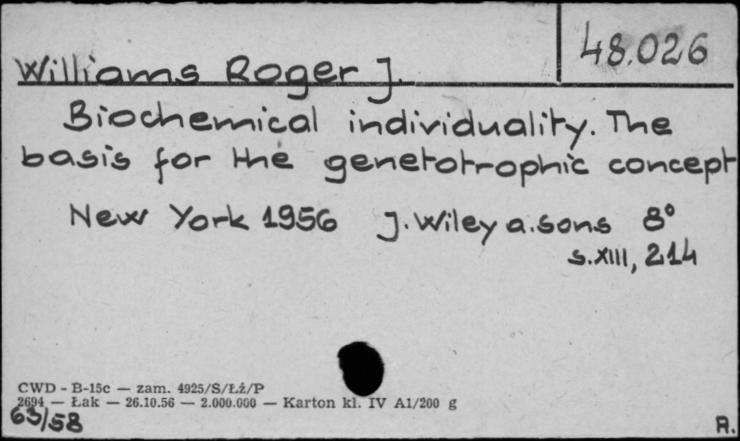 48.026
Williams Roger J.
Biochemical individuality. The
basis for the genetotrophic concept
New York 1956 J. Wiley a. sons 8°
s. XIII, 214
CWD - B-15c — zam. 4925/S/Łż/P
2694 — Łak — 26.10.56 — 2.000.000 — Karton kl. IV A1/200 g
63/58
A.